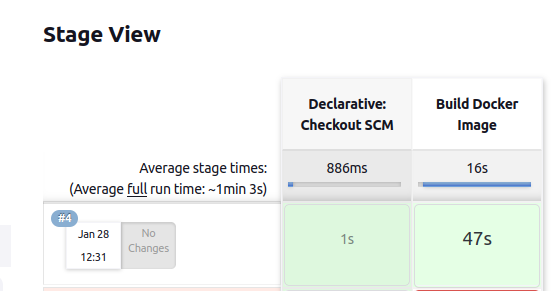 Stage View
Declarative:
Checkout SCM
Build Docker
Image
Average stage times:
(Average full run time: ~1min 3s)
886ms
16s
#4
Jan 28
12:31
No
Changes
1s
47s